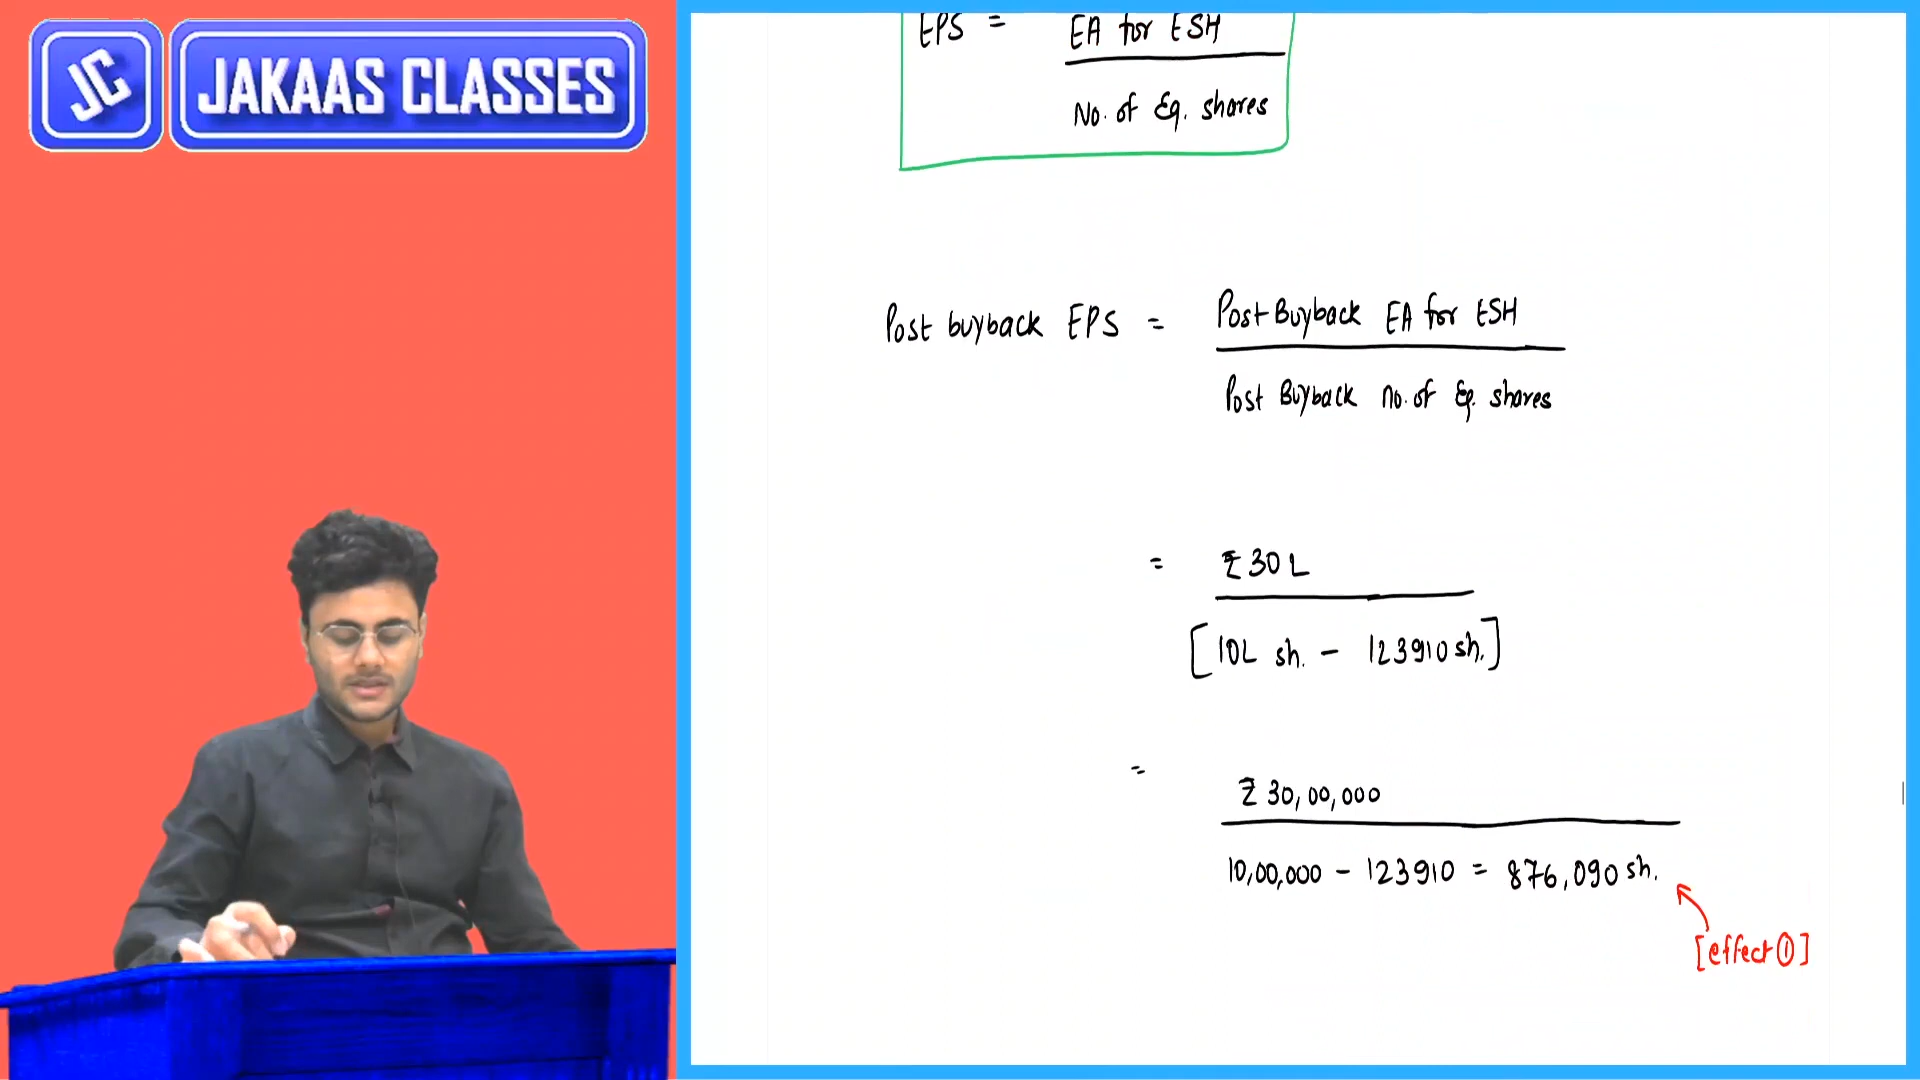 JC JAKAAS CLASSES
EPS = EA for ESH
No. of Eq. shares
Post buyback EPS = Post Buyback EA for ESH
Post Buyback no. of Eq. shares
= ₹ 30 L
[10L sh. - 123910 sh.]
= ₹ 30,00,000
10,00,000 - 123910 = 876,090 sh.
[effect ①]